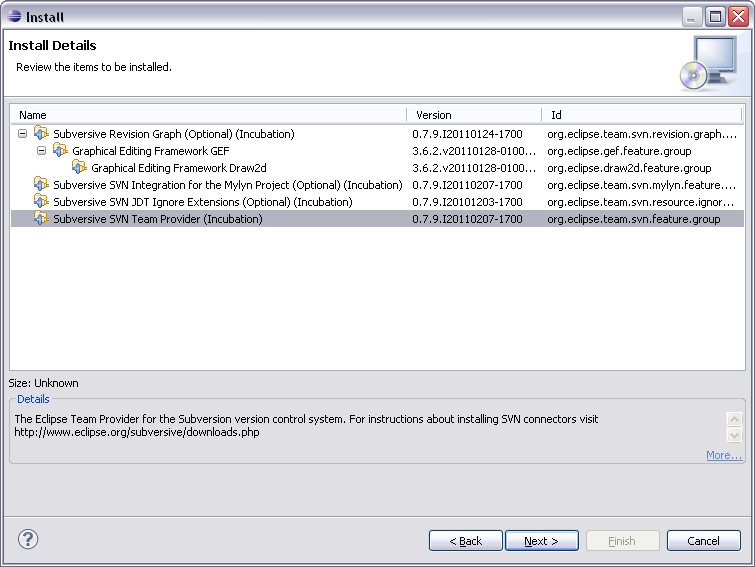 Install
Install Details
Review the items to be installed.
Name Version Id
Subversive Revision Graph (Optional) (Incubation) 0.7.9.I20110124-1700 org.eclipse.team.svn.revision.graph....
Graphical Editing Framework GEF 3.6.2.v20110128-0100... org.eclipse.gef.feature.group
Graphical Editing Framework Draw2d 3.6.2.v20110128-0100... org.eclipse.draw2d.feature.group
Subversive SVN Integration for the Mylyn Project (Optional) (Incubation) 0.7.9.I20110207-1700 org.eclipse.team.svn.mylyn.feature....
Subversive SVN JDT Ignore Extensions (Optional) (Incubation) 0.7.9.I20101203-1700 org.eclipse.team.svn.resource.ignor...
Subversive SVN Team Provider (Incubation) 0.7.9.I20110207-1700 org.eclipse.team.svn.feature.group
Size: Unknown
Details
The Eclipse Team Provider for the Subversion version control system. For instructions about installing SVN connectors visit
http://www.eclipse.org/subversive/downloads.php
More...
? < Back Next > Finish Cancel